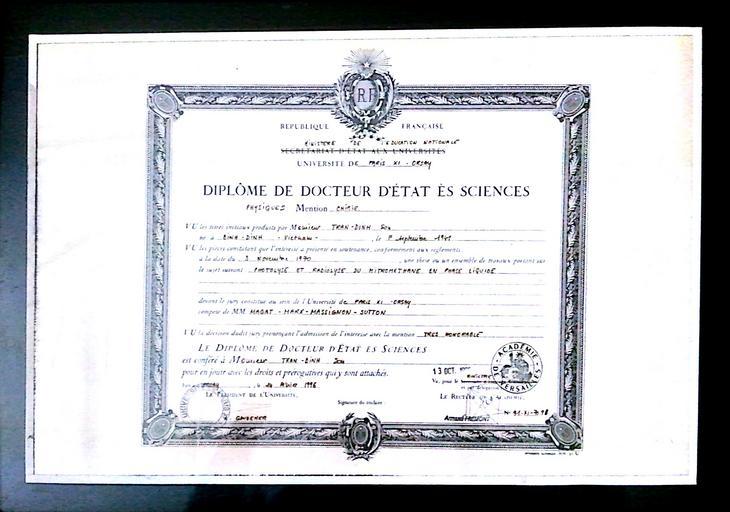 RF
REPUBLIQUE FRANÇAISE
MINISTERE DE L'EDUCATION NATIONALE
SECRÉTARIAT D'ÉTAT AUX UNIVERSITÉS
UNIVERSITÉ DE PARIS XI - ORSAY
DIPLÔME DE DOCTEUR D'ÉTAT ÈS SCIENCES
PHYSIQUES Mention CHIMIE
VU les titres initiaux produits par Monsieur TRAN-DINH Son
né à BINH-DINH - Vietnam - , le Septembre
VU les pièces constatant que l'intéressé a présenté en soutenance, conformément aux règlements,
à la date du 3 Novembre 1970 , une thèse ou un ensemble de travaux portant sur
le sujet suivant PHOTOLYSE ET RADIOLYSE DU NITROMETHANE EN PHASE LIQUIDE
devant le jury constitué au sein de l'Université de PARIS XI - ORSAY
composé de MM MAGAT - MARX - MASSIGNON - SUTTON
VU la décision dudit jury prononçant l'admission de l'intéressé avec la mention TRES HONORABLE
LE DIPLÔME DE DOCTEUR D'ÉTAT ÈS SCIENCES
est conféré à Monsieur TRAN-DINH Son
pour en jouir avec les droits et prérogatives qui y sont attachés.
13 OCT.
ACADÉMIE DE VERSAILLES
LE PRÉSIDENT DE L'UNIVERSITÉ,
Signature du titulaire
LE RECTEUR